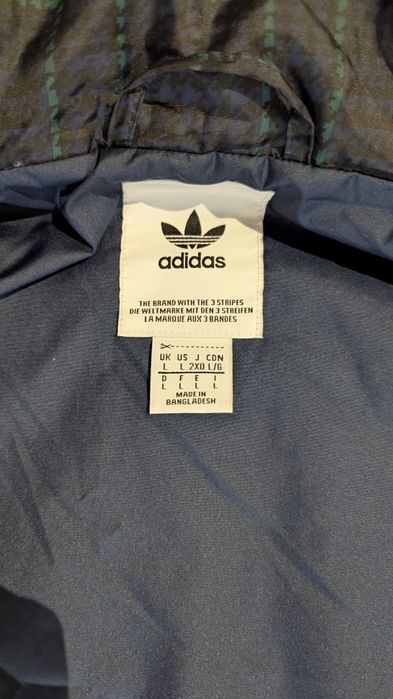 adidas
THE BRAND WITH THE 3 STRIPES
DIE WELTMARKE MIT DEN 3 STREIFEN
LA MARQUE AUX 3 BANDES
UK US J CDN
L L 2XO L/G
D F E I
L L L L
MADE IN
BANGLADESH